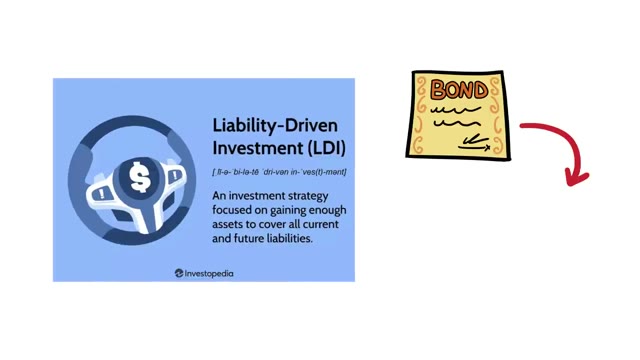 Liability-Driven
Investment (LDI)
[ˌlī-ə-ˈbi-lə-tē ˈdri-vən in-ˈves(t)-mənt]
An investment strategy
focused on gaining enough
assets to cover all current
and future liabilities.
Investopedia
$
! !
BOND